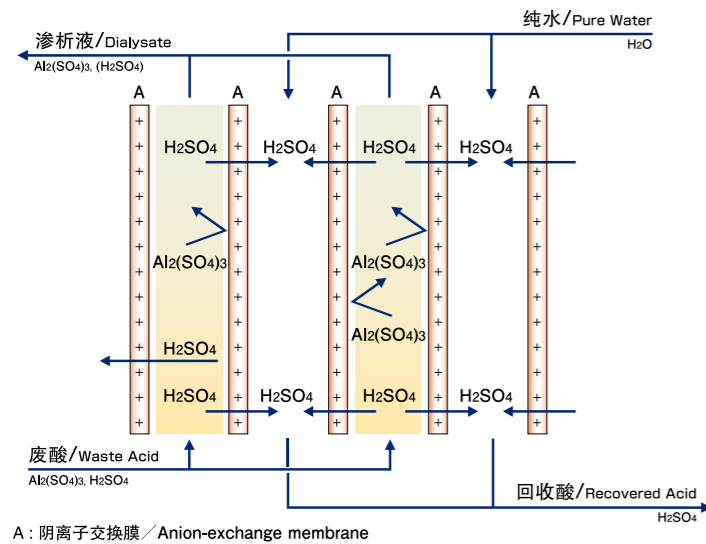 纯水/Pure Water
H2O
渗析液/Dialysate
Al2(SO4)3, (H2SO4)
A A A A A
H2SO4 H2SO4 H2SO4 H2SO4
Al2(SO4)3 Al2(SO4)3
Al2(SO4)3
H2SO4
H2SO4 H2SO4 H2SO4 H2SO4
废酸/Waste Acid
Al2(SO4)3, H2SO4
回收酸/Recovered Acid
H2SO4
A : 阴离子交换膜／Anion-exchange membrane